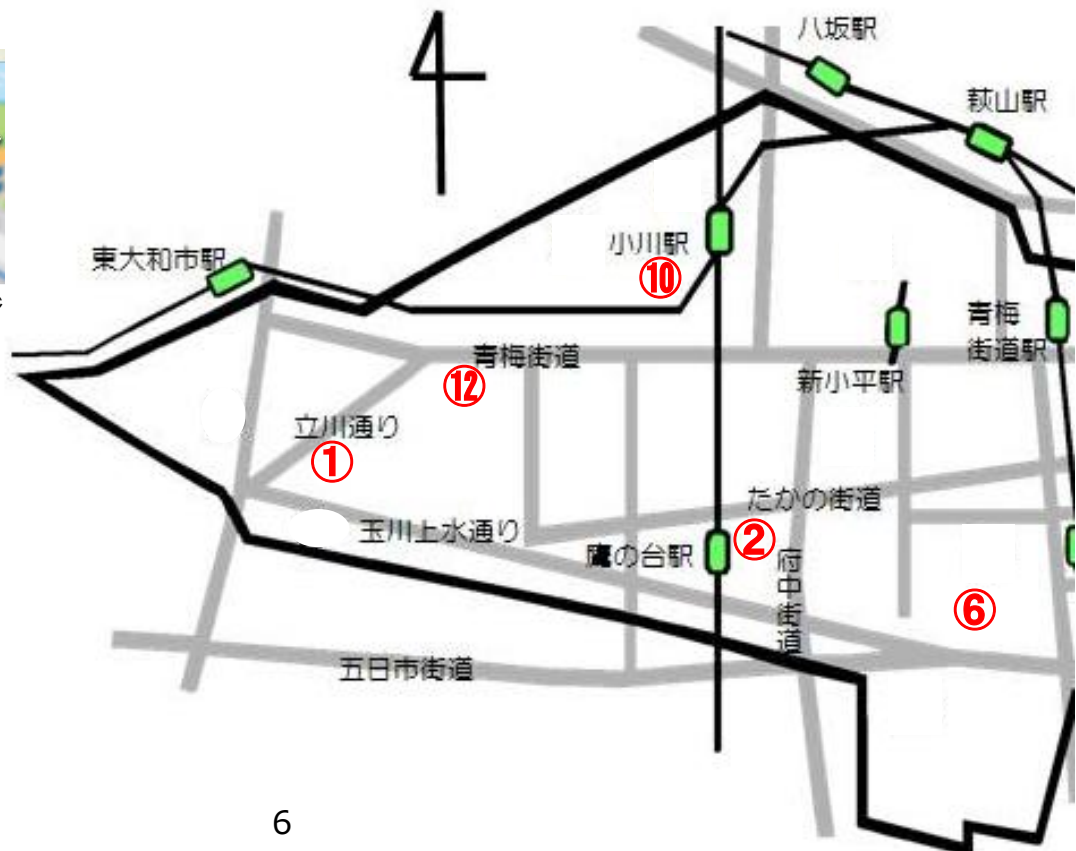 八坂駅
萩山駅
東大和市駅
小川駅
⑩
青梅
街道駅
青梅街道
⑫
新小平駅
立川通り
①
たかの街道
玉川上水通り
鷹の台駅
②
府中街道
⑥
五日市街道
6